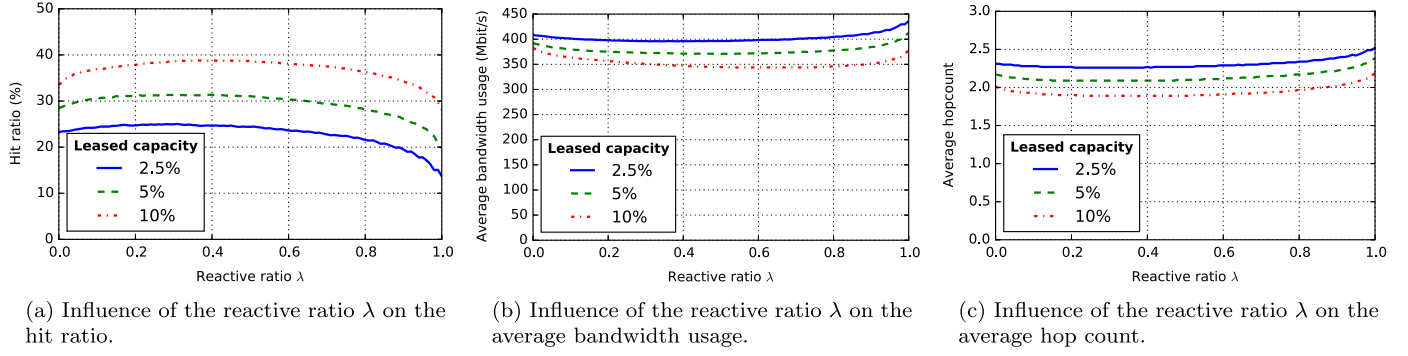 50
40
30
20
10
0
Hit ratio (%)
Leased capacity
2.5%
5%
10%
0.0 0.2 0.4 0.6 0.8 1.0
Reactive ratio λ
(a) Influence of the reactive ratio λ on the
hit ratio.
450
400
350
300
250
200
150
100
50
0
Average bandwidth usage (Mbit/s)
Leased capacity
2.5%
5%
10%
0.0 0.2 0.4 0.6 0.8 1.0
Reactive ratio λ
(b) Influence of the reactive ratio λ on the
average bandwidth usage.
3.0
2.5
2.0
1.5
1.0
0.5
0.0
Average hopcount
Leased capacity
2.5%
5%
10%
0.0 0.2 0.4 0.6 0.8 1.0
Reactive ratio λ
(c) Influence of the reactive ratio λ on the
average hop count.